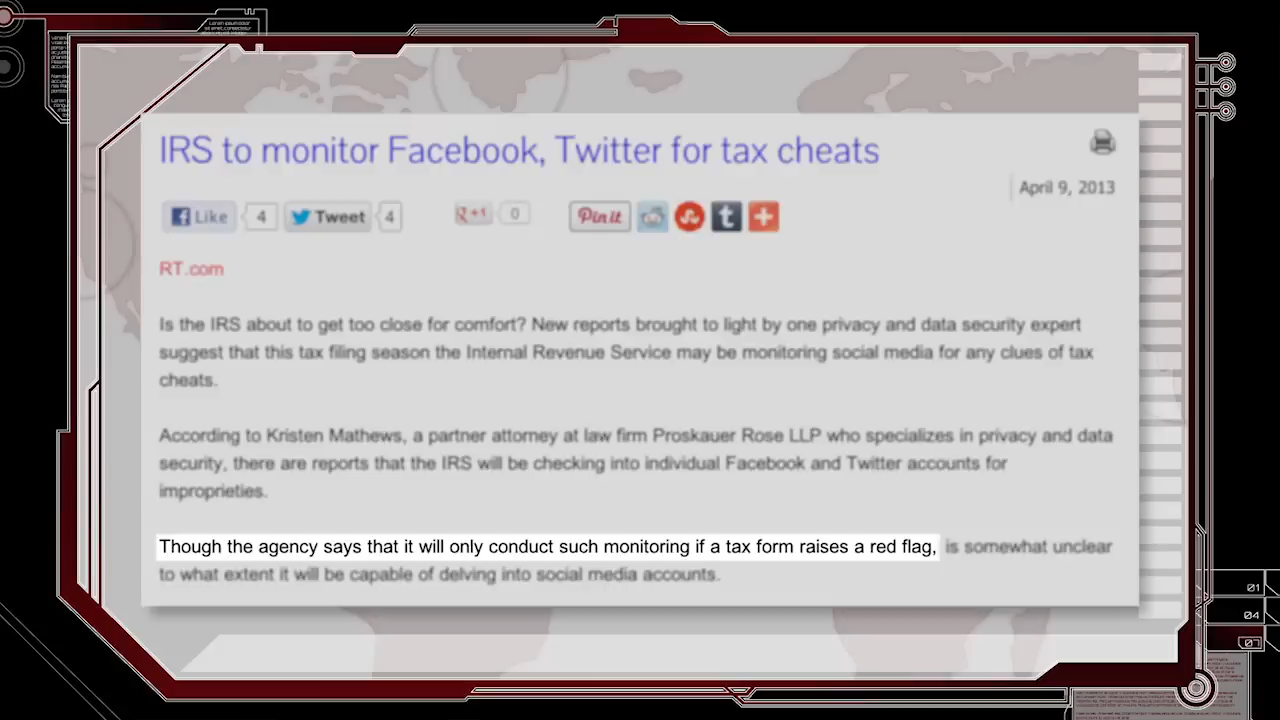 IRS to monitor Facebook, Twitter for tax cheats
April 9, 2013
Like 4 Tweet 4 +1 0 Pin it
RT.com
Is the IRS about to get too close for comfort? New reports brought to light by one privacy and data security expert
suggest that this tax filing season the Internal Revenue Service may be monitoring social media for any clues of tax
cheats.
According to Kristen Mathews, a partner attorney at law firm Proskauer Rose LLP who specializes in privacy and data
security, there are reports that the IRS will be checking into individual Facebook and Twitter accounts for
improprieties.
Though the agency says that it will only conduct such monitoring if a tax form raises a red flag, is somewhat unclear
to what extent it will be capable of delving into social media accounts.
01
04
07